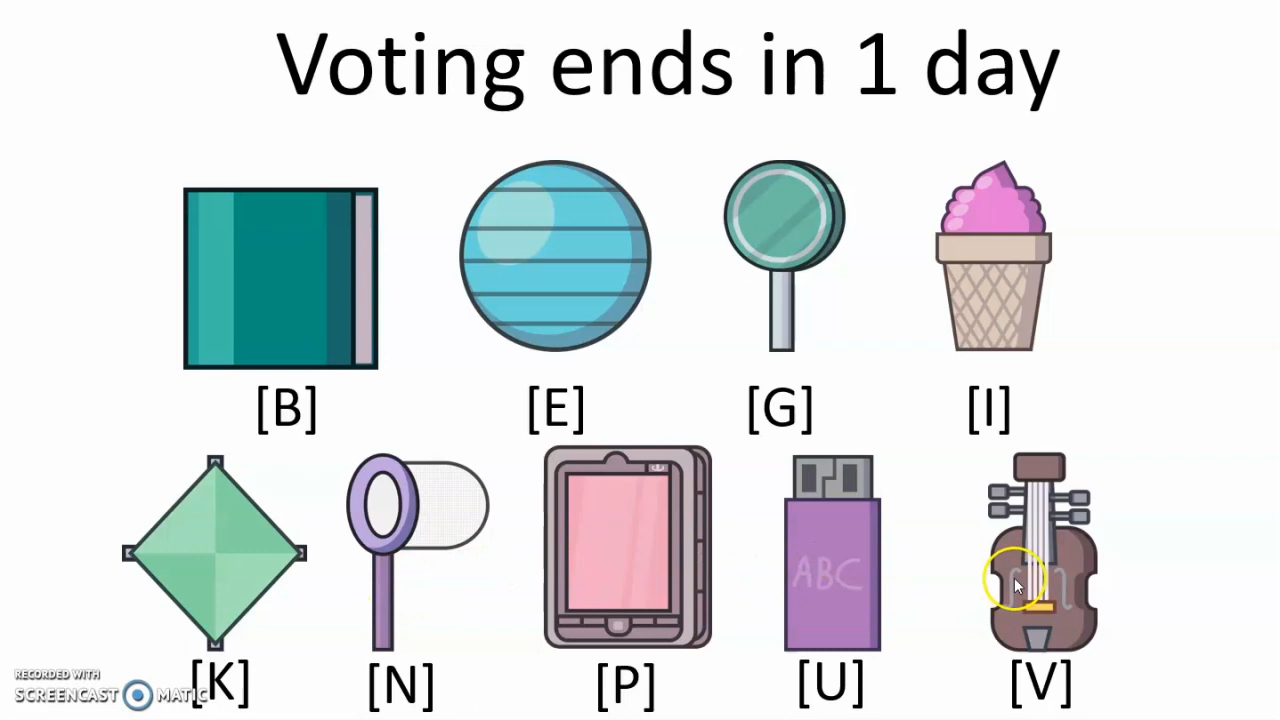 Voting ends in 1 day
[B] [E] [G] [I]
ABC
[K] [N] [P] [U] [V]
RECORDED WITH
SCREENCAST MATIC